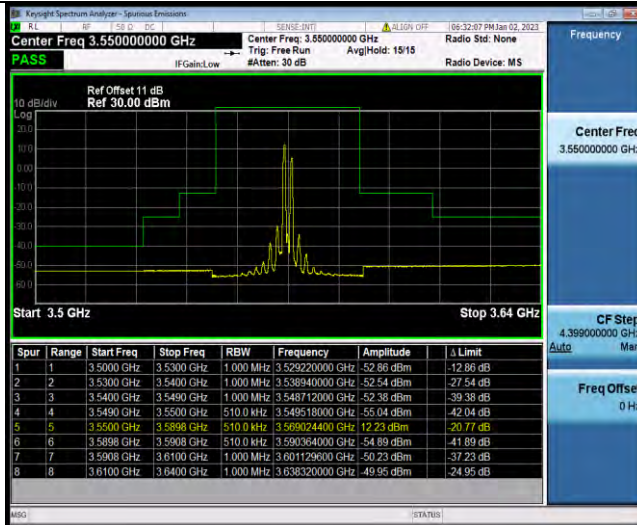 Keysight Spectrum Analyzer - Spurious Emissions
RL RF 50 Ω DC SENSE:INT ALIGN OFF 06:32:07 PM Jan 02, 2023
Center Freq 3.550000000 GHz Center Freq: 3.550000000 GHz Radio Std: None
Trig: Free Run Avg|Hold: 15/15
PASS IFGain:Low #Atten: 30 dB Radio Device: MS
Frequency
Ref Offset 11 dB
10 dB/div Ref 30.00 dBm
Log
20.0
10.0
0.00
-10.0
-20.0
-30.0
-40.0
-50.0
-60.0
Start 3.5 GHz Stop 3.64 GHz
Center Freq
3.550000000 GHz
CF Step
4.399000000 GHz
Auto Man
Freq Offset
0 Hz
Spur Range Start Freq Stop Freq RBW Frequency Amplitude Δ Limit
1 1 3.5000 GHz 3.5300 GHz 1.000 MHz 3.529220000 GHz -52.86 dBm -12.86 dB
2 2 3.5300 GHz 3.5400 GHz 1.000 MHz 3.538940000 GHz -52.54 dBm -27.54 dB
3 3 3.5400 GHz 3.5490 GHz 1.000 MHz 3.548712000 GHz -52.38 dBm -39.38 dB
4 4 3.5490 GHz 3.5500 GHz 510.0 kHz 3.549518000 GHz -55.04 dBm -42.04 dB
5 5 3.5500 GHz 3.5898 GHz 510.0 kHz 3.569024400 GHz 12.23 dBm -20.77 dB
6 6 3.5898 GHz 3.5908 GHz 510.0 kHz 3.590364000 GHz -54.89 dBm -41.89 dB
7 7 3.5908 GHz 3.6100 GHz 1.000 MHz 3.601129600 GHz -50.23 dBm -37.23 dB
8 8 3.6100 GHz 3.6400 GHz 1.000 MHz 3.638320000 GHz -49.95 dBm -24.95 dB
MSG STATUS